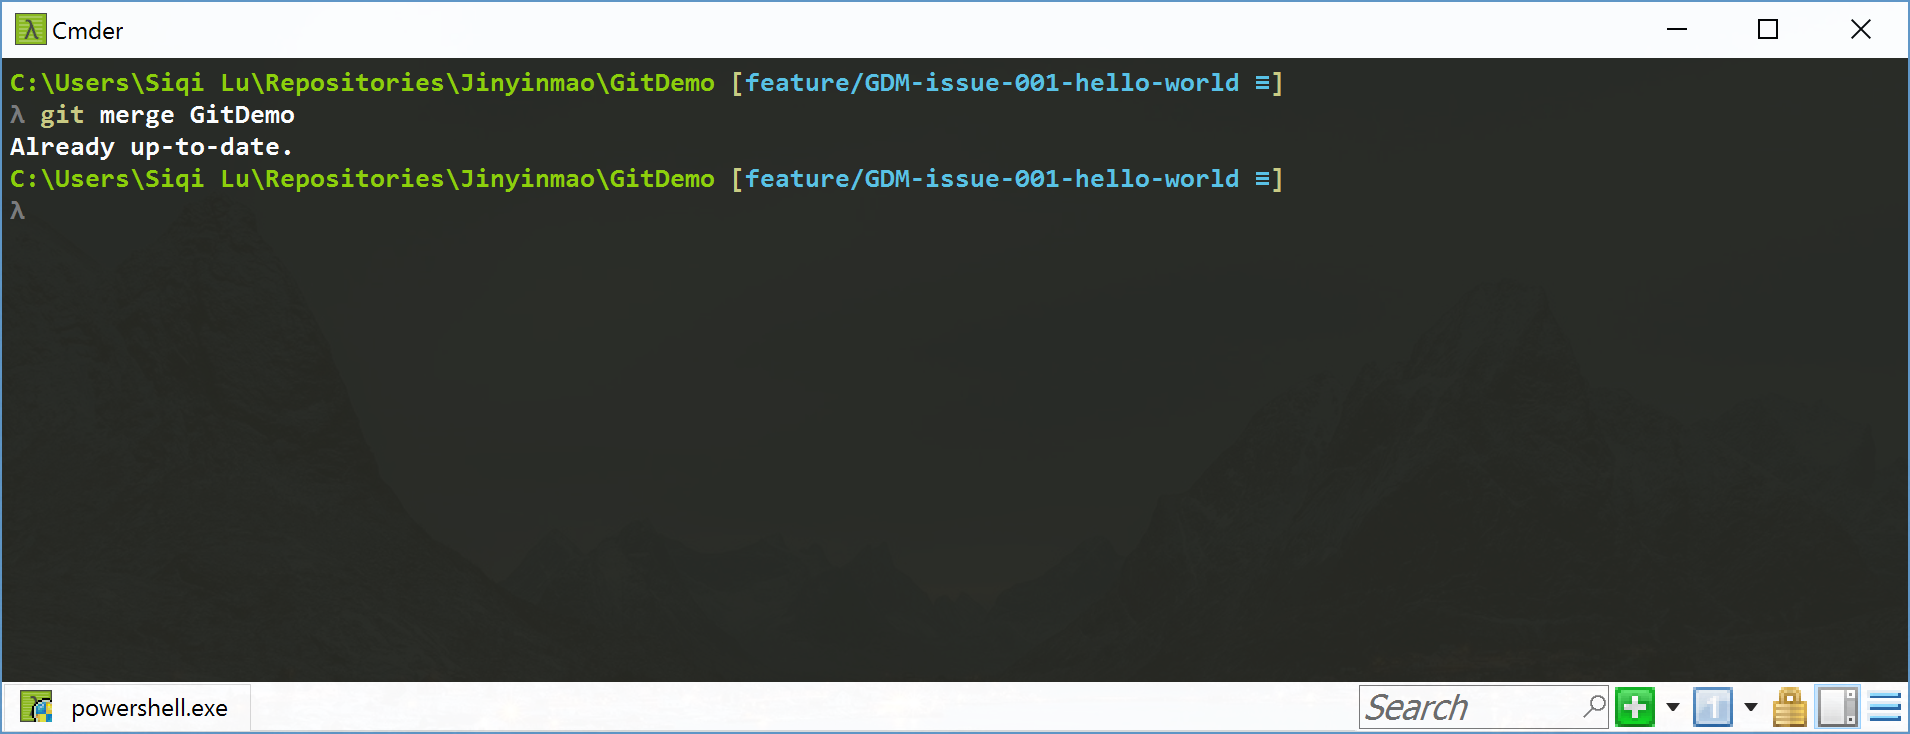 Cmder
C:\Users\Siqi Lu\Repositories\Jinyinmao\GitDemo [feature/GDM-issue-001-hello-world ≡]
λ git merge GitDemo
Already up-to-date.
C:\Users\Siqi Lu\Repositories\Jinyinmao\GitDemo [feature/GDM-issue-001-hello-world ≡]
λ
powershell.exe
Search
1